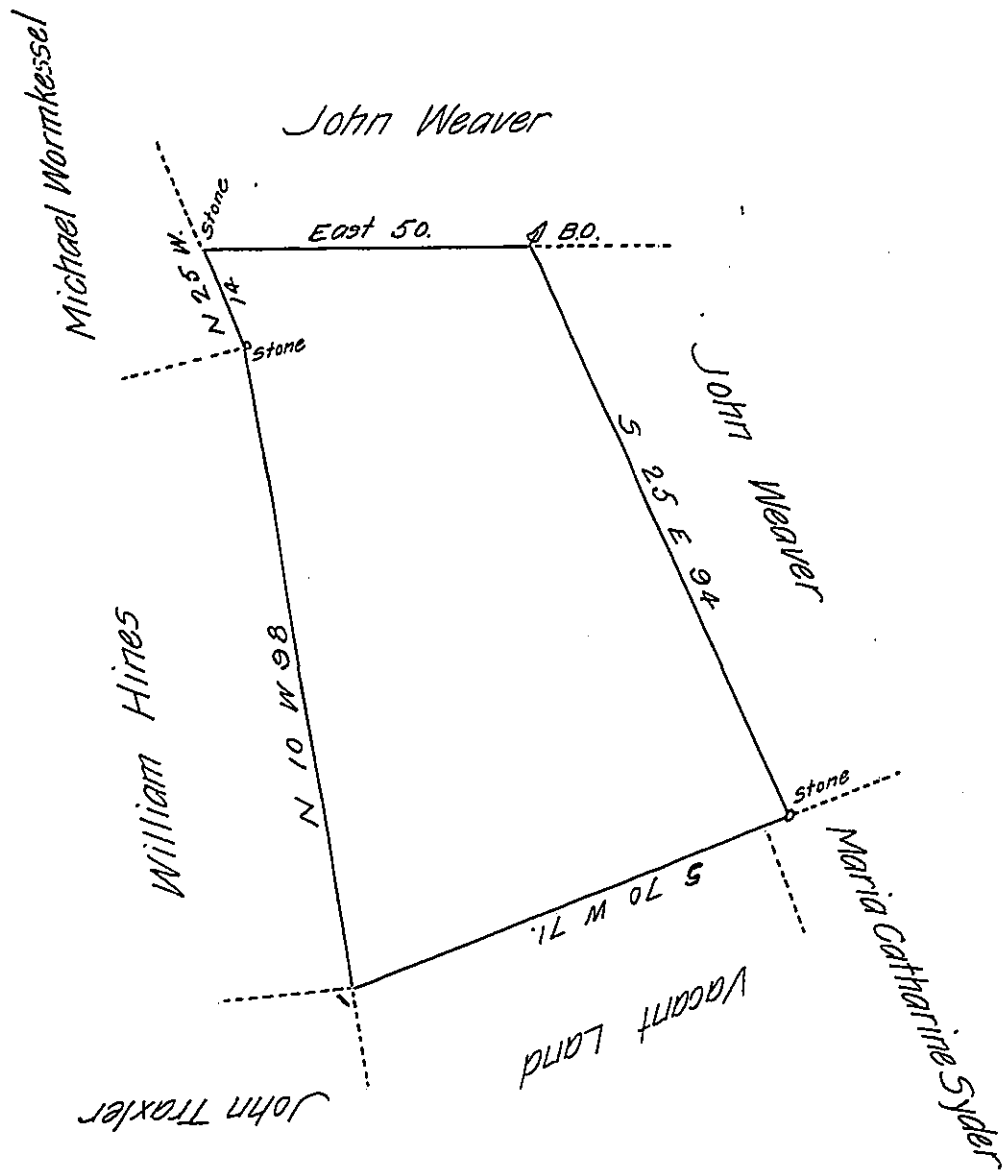 Michael Wormkessel
John Weaver
Stone
East 50.
B.O.
N 25 W.
14
Stone
John Weaver
S 25 E 94
William Hines
N 10 W 98
Stone
S 70 W 71.
Maria Catharine Syder
Vacant Land
John Traxler